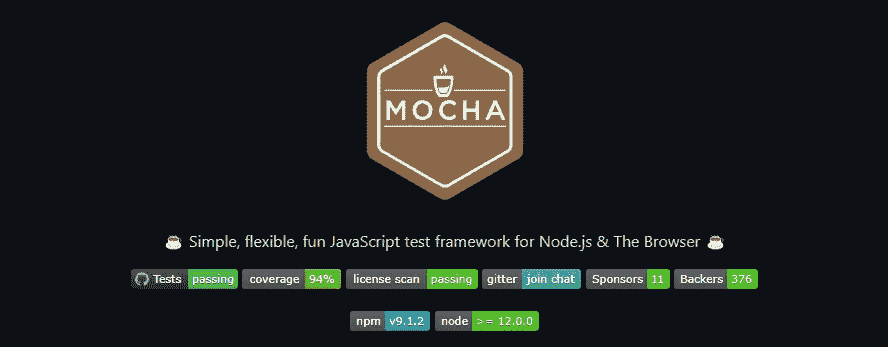 MOCHA
☕ Simple, flexible, fun JavaScript test framework for Node.js & The Browser ☕
Tests passing coverage 94% license scan passing gitter join chat Sponsors 11 Backers 376
npm v9.1.2 node >= 12.0.0